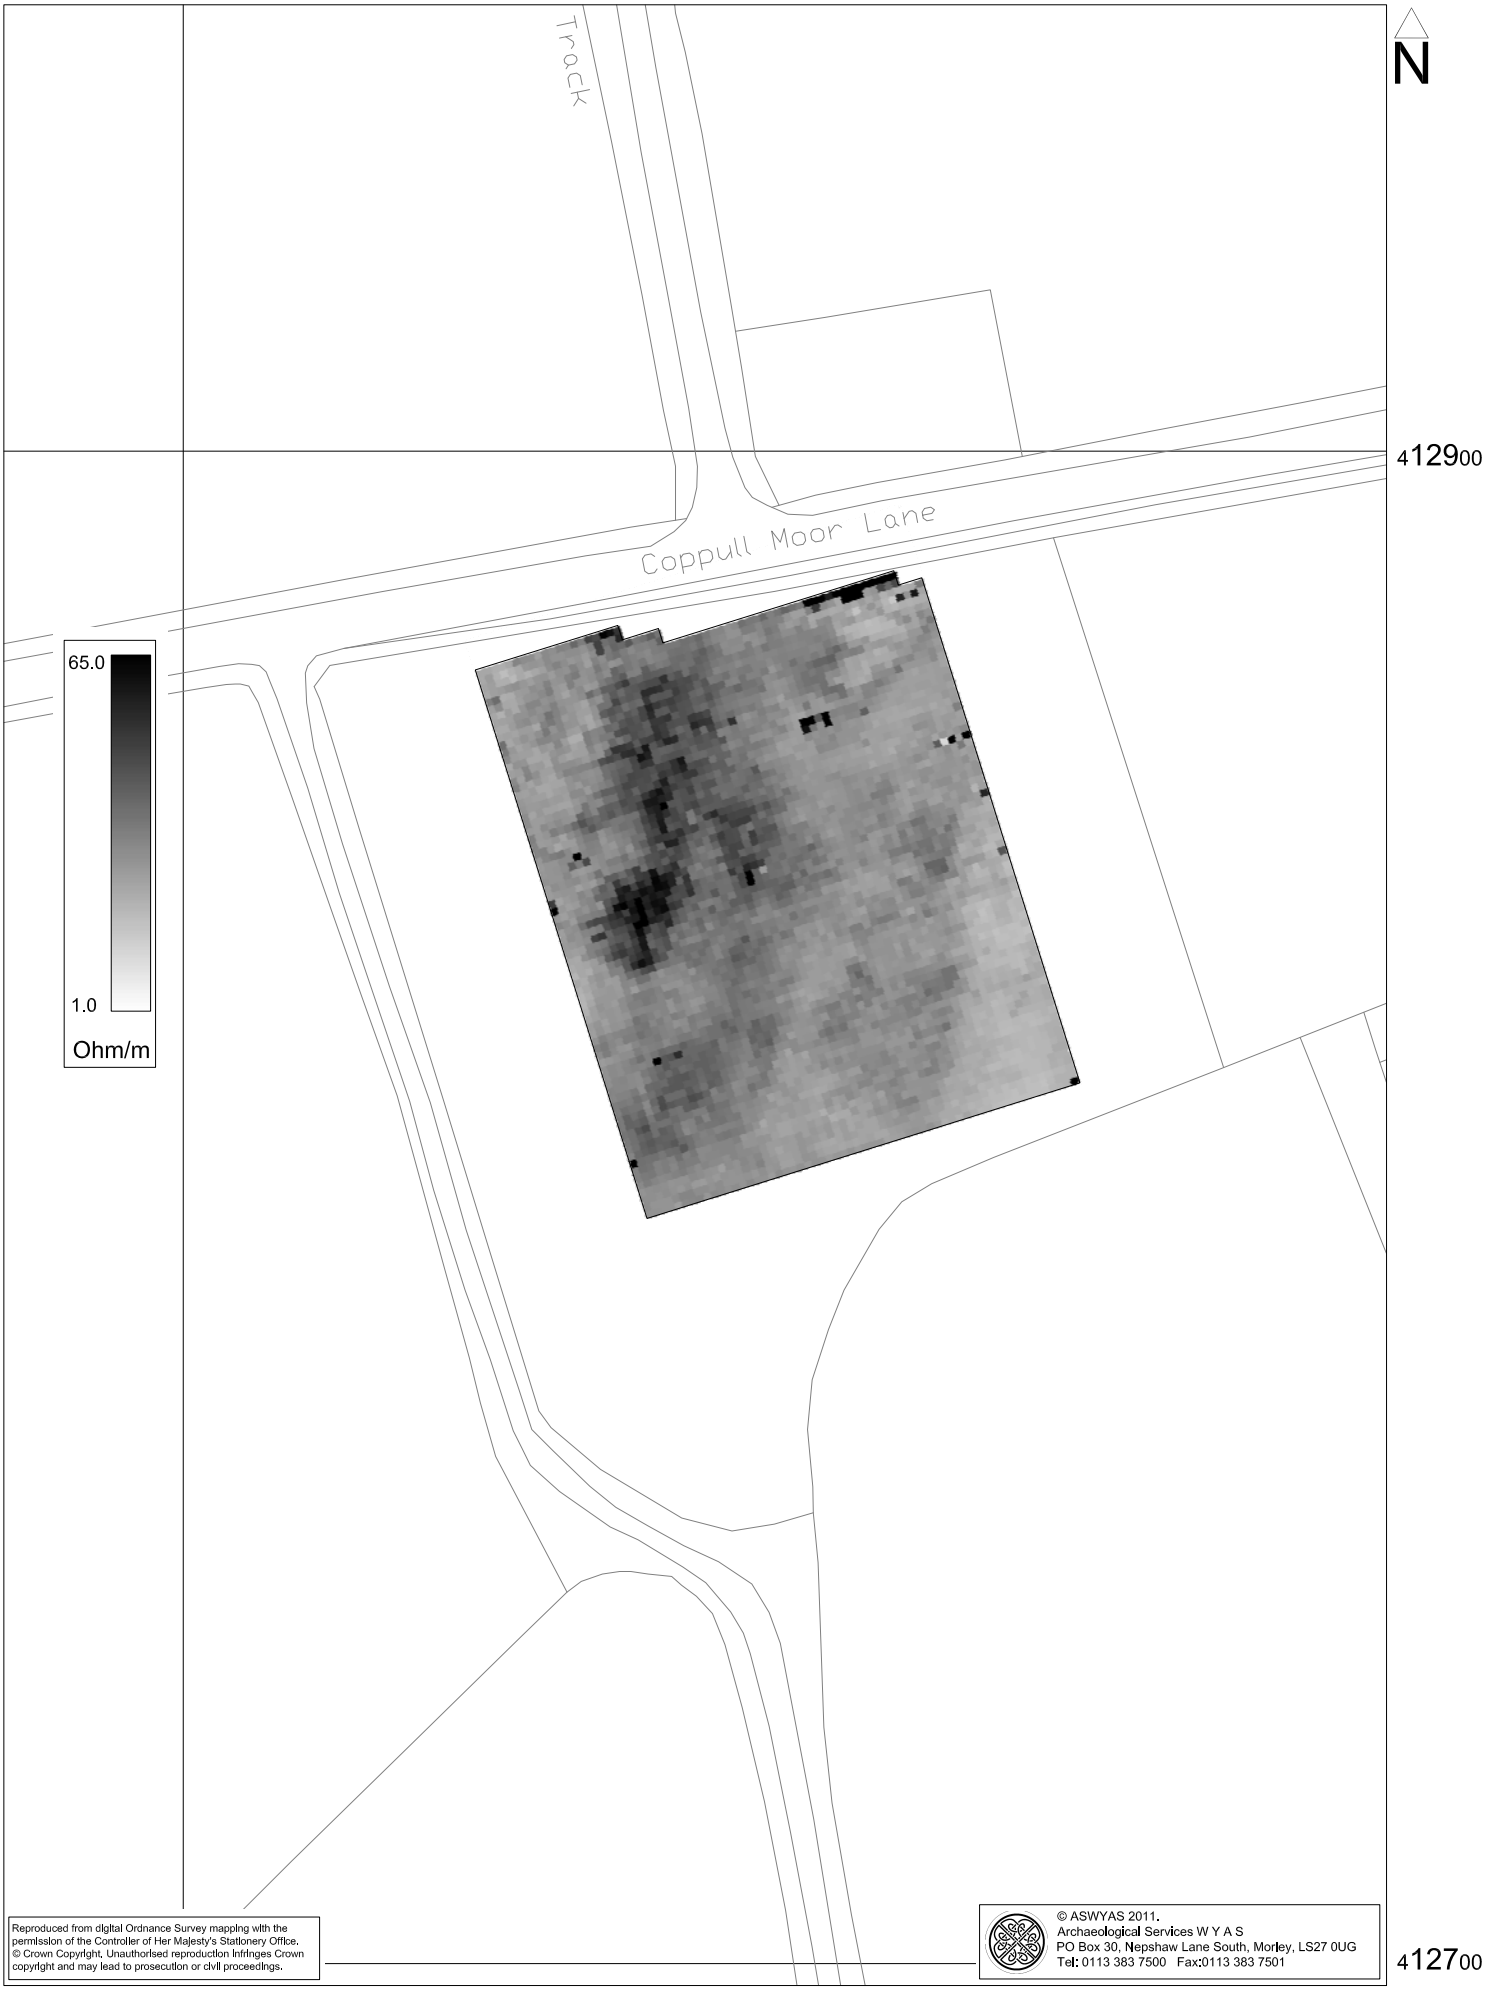 Track
N
412900
Coppull Moor Lane
65.0
1.0
Ohm/m
Reproduced from digital Ordnance Survey mapping with the
permission of the Controller of Her Majesty's Stationery Office.
© Crown Copyright, Unauthorised reproduction infringes Crown
copyright and may lead to prosecution or civil proceedings.
© ASWYAS 2011.
Archaeological Services W Y A S
PO Box 30, Nepshaw Lane South, Morley, LS27 0UG
Tel: 0113 383 7500 Fax:0113 383 7501
412700